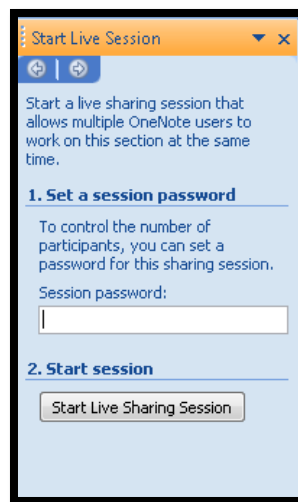 Start Live Session
Start a live sharing session that
allows multiple OneNote users to
work on this section at the same
time.
1. Set a session password
To control the number of
participants, you can set a
password for this sharing session.
Session password:
2. Start session
Start Live Sharing Session